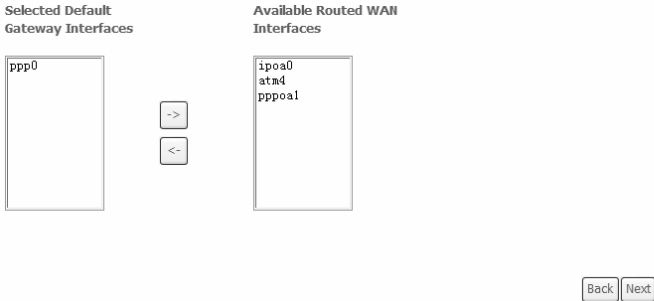 Selected Default
Gateway Interfaces
Available Routed WAN
Interfaces
ppp0
ipoa0
atm4
pppoa1
->
<-
Back
Next